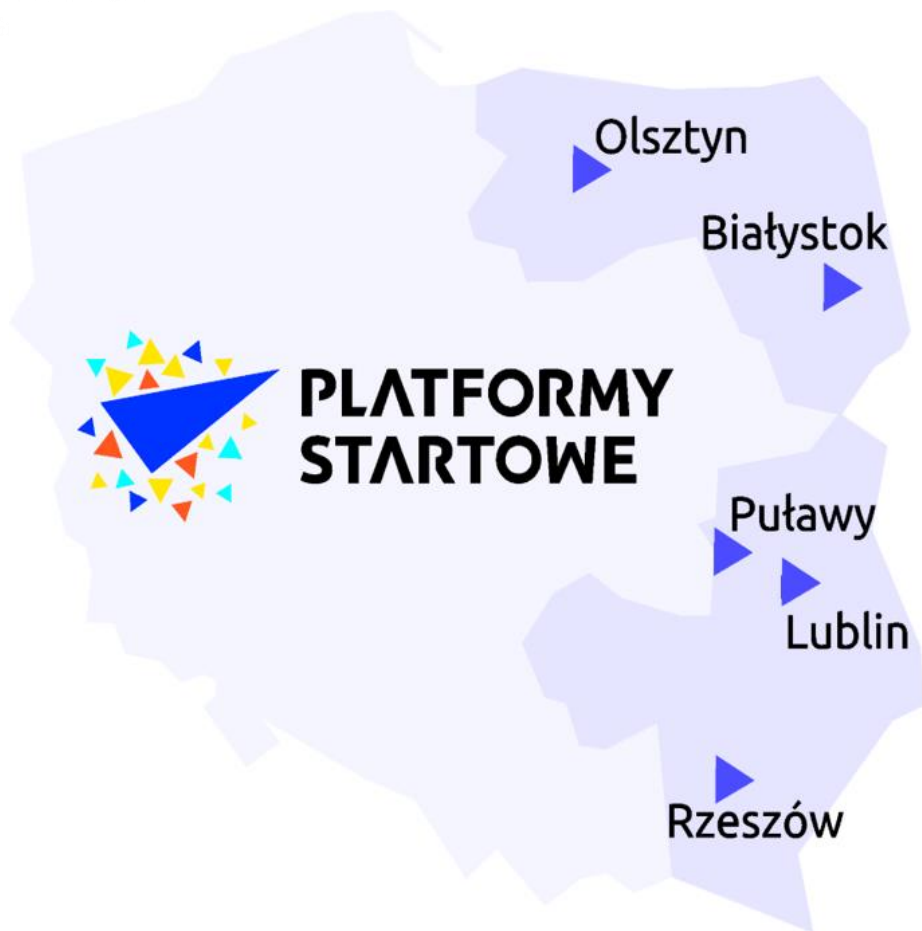 Olsztyn
Białystok
PLATFORMY
STARTOWE
Puławy
Lublin
Rzeszów